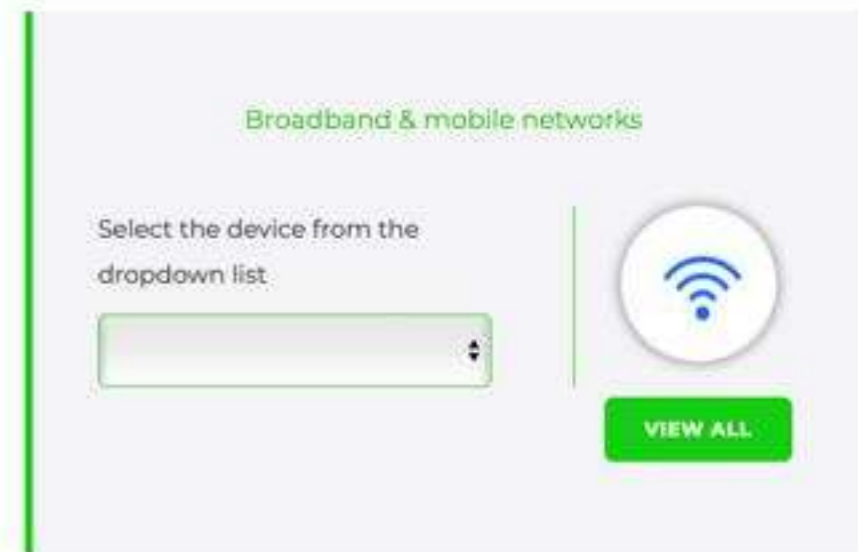 Broadband & mobile networks
Select the device from the
dropdown list
VIEW ALL